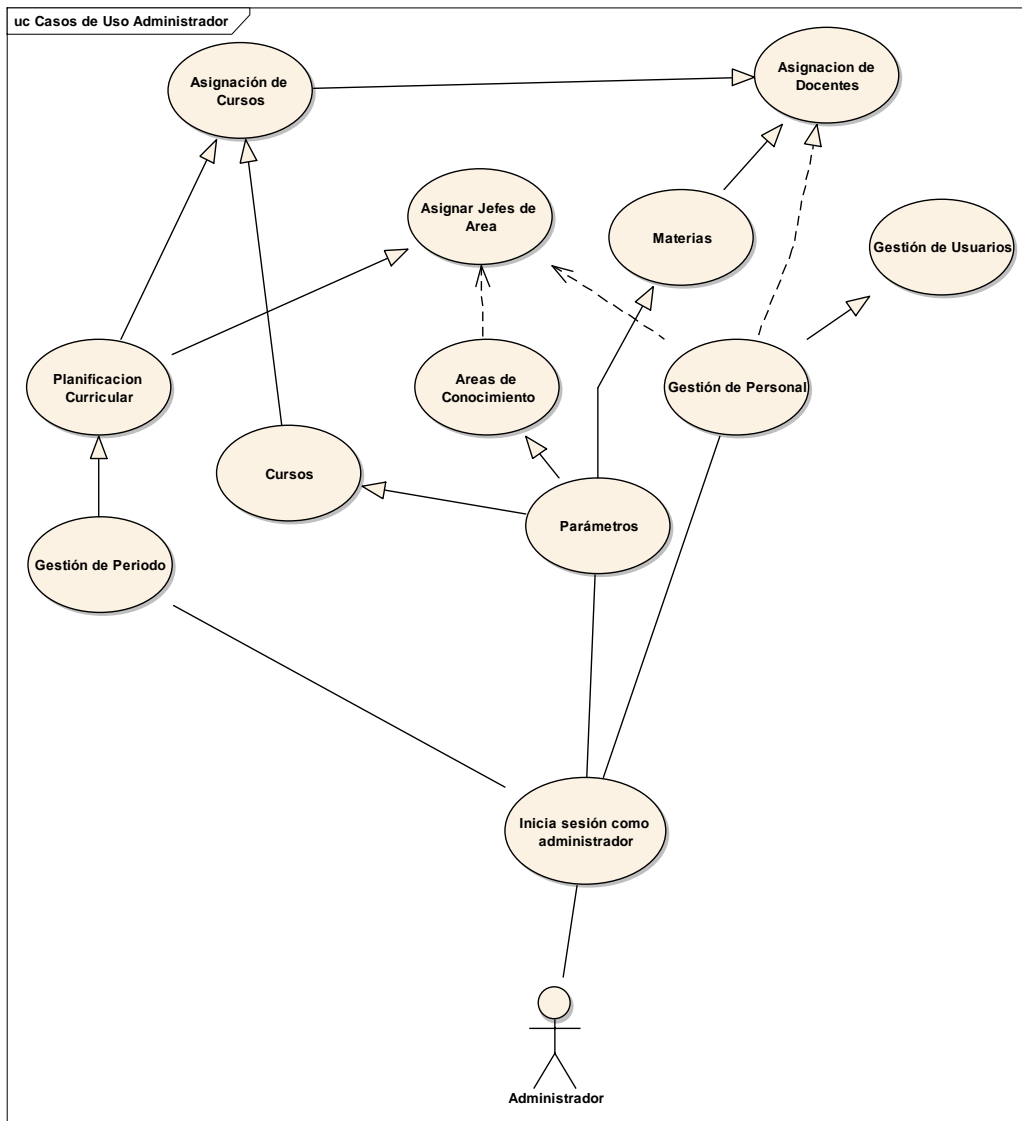 uc Casos de Uso Administrador
Asignación de
Cursos
Asignacion de
Docentes
Asignar Jefes de
Area
Materias
Gestión de Usuarios
Planificacion
Curricular
Areas de
Conocimiento
Gestión de Personal
Cursos
Parámetros
Gestión de Periodo
Inicia sesión como
administrador
Administrador